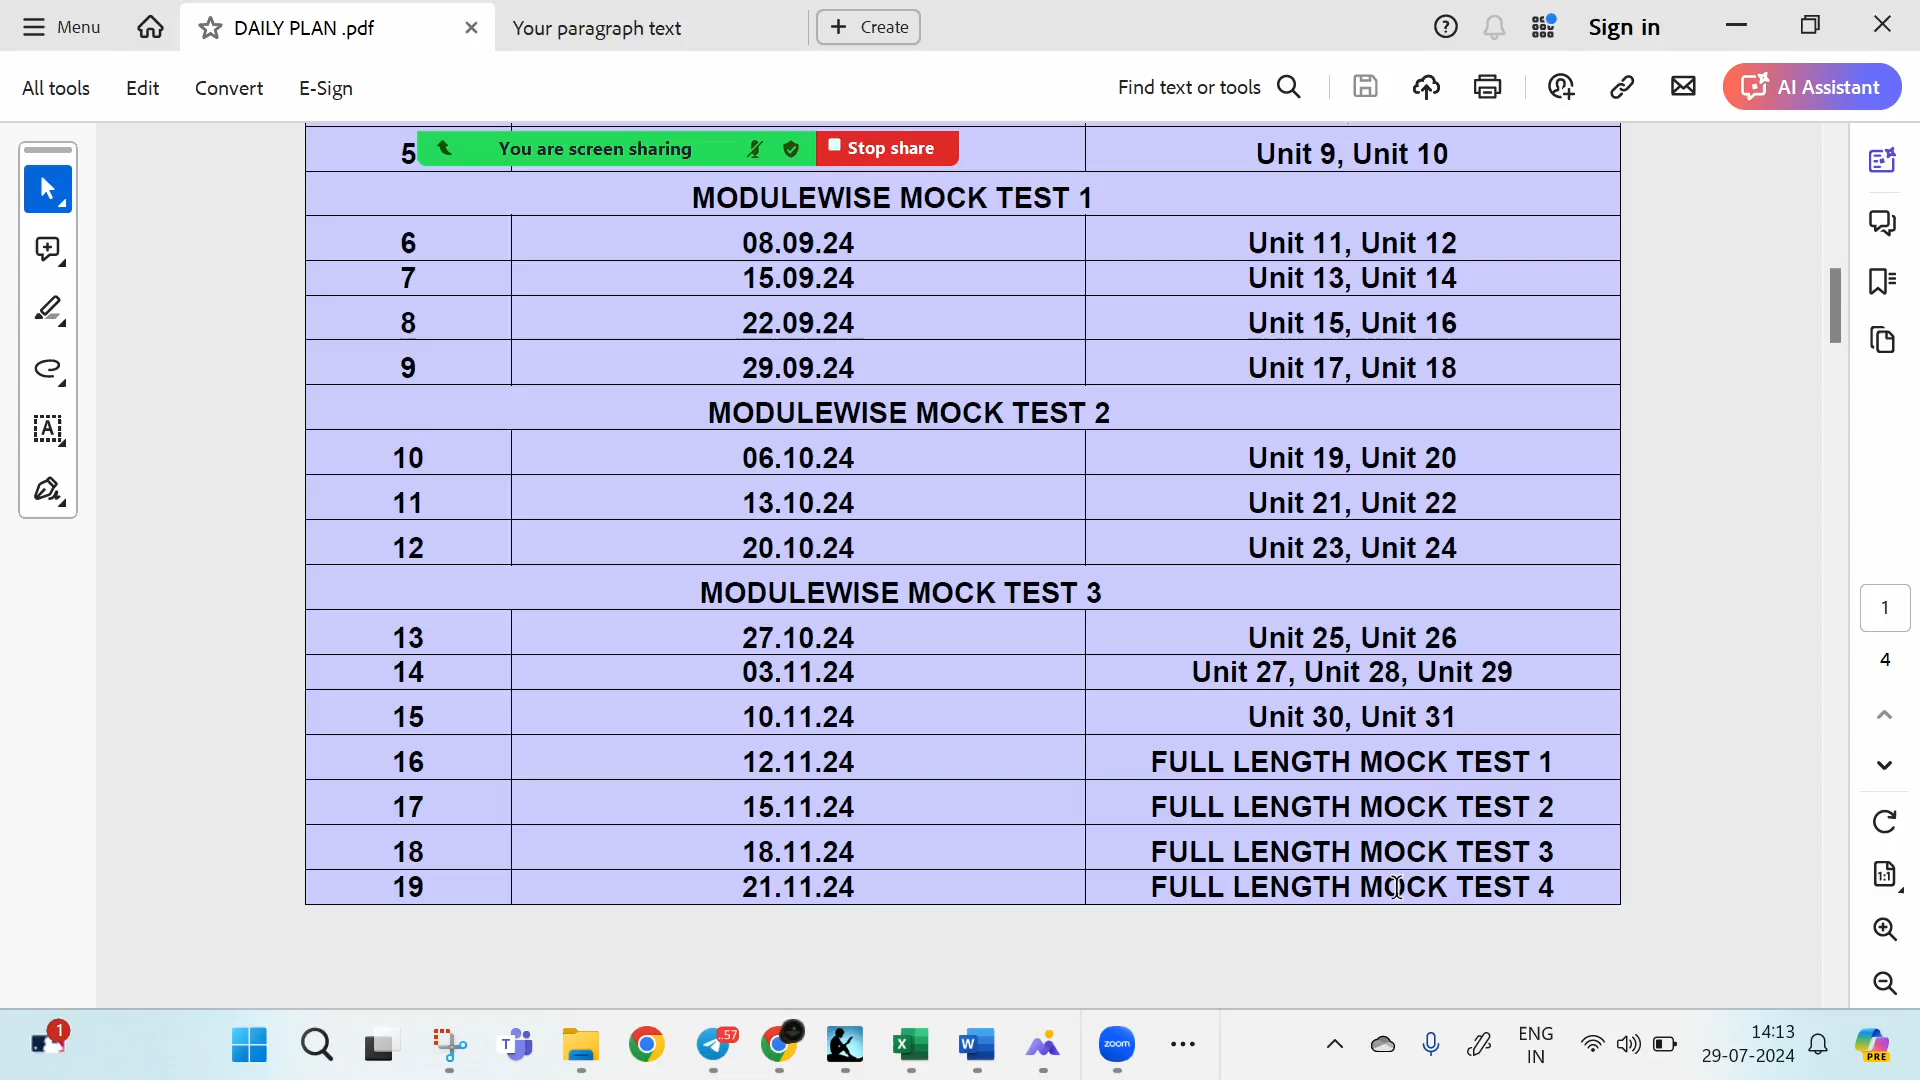 Menu
DAILY PLAN .pdf
Your paragraph text
Create
Sign in
All tools
Edit
Convert
E-Sign
Find text or tools
AI Assistant
You are screen sharing
Stop share
5 Unit 9, Unit 10
MODULEWISE MOCK TEST 1
6 08.09.24 Unit 11, Unit 12
7 15.09.24 Unit 13, Unit 14
8 22.09.24 Unit 15, Unit 16
9 29.09.24 Unit 17, Unit 18
MODULEWISE MOCK TEST 2
10 06.10.24 Unit 19, Unit 20
11 13.10.24 Unit 21, Unit 22
12 20.10.24 Unit 23, Unit 24
MODULEWISE MOCK TEST 3
13 27.10.24 Unit 25, Unit 26
14 03.11.24 Unit 27, Unit 28, Unit 29
15 10.11.24 Unit 30, Unit 31
16 12.11.24 FULL LENGTH MOCK TEST 1
17 15.11.24 FULL LENGTH MOCK TEST 2
18 18.11.24 FULL LENGTH MOCK TEST 3
19 21.11.24 FULL LENGTH MOCK TEST 4
1
4
1
57
zoom
ENG
IN
14:13
29-07-2024
PRE